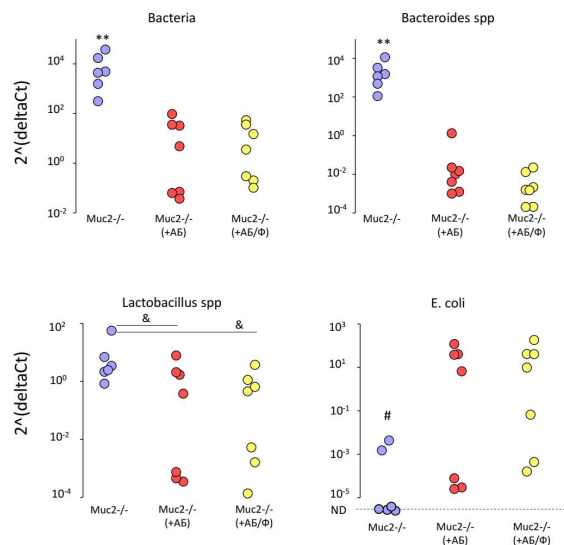 Bacteria
Bacteroides spp
**
**
2^(deltaCt)
10^4
10^2
10^0
10^-2
10^4
10^2
10^0
10^-2
10^-4
Muc2-/-
Muc2-/-
(+АБ)
Muc2-/-
(+АБ/Ф)
Muc2-/-
Muc2-/-
(+АБ)
Muc2-/-
(+АБ/Ф)
Lactobacillus spp
E. coli
&
&
#
2^(deltaCt)
10^2
10^0
10^-2
10^-4
10^3
10^1
10^-1
10^-3
10^-5
ND
Muc2-/-
Muc2-/-
(+АБ)
Muc2-/-
(+АБ/Ф)
Muc2-/-
Muc2-/-
(+АБ)
Muc2-/-
(+АБ/Ф)